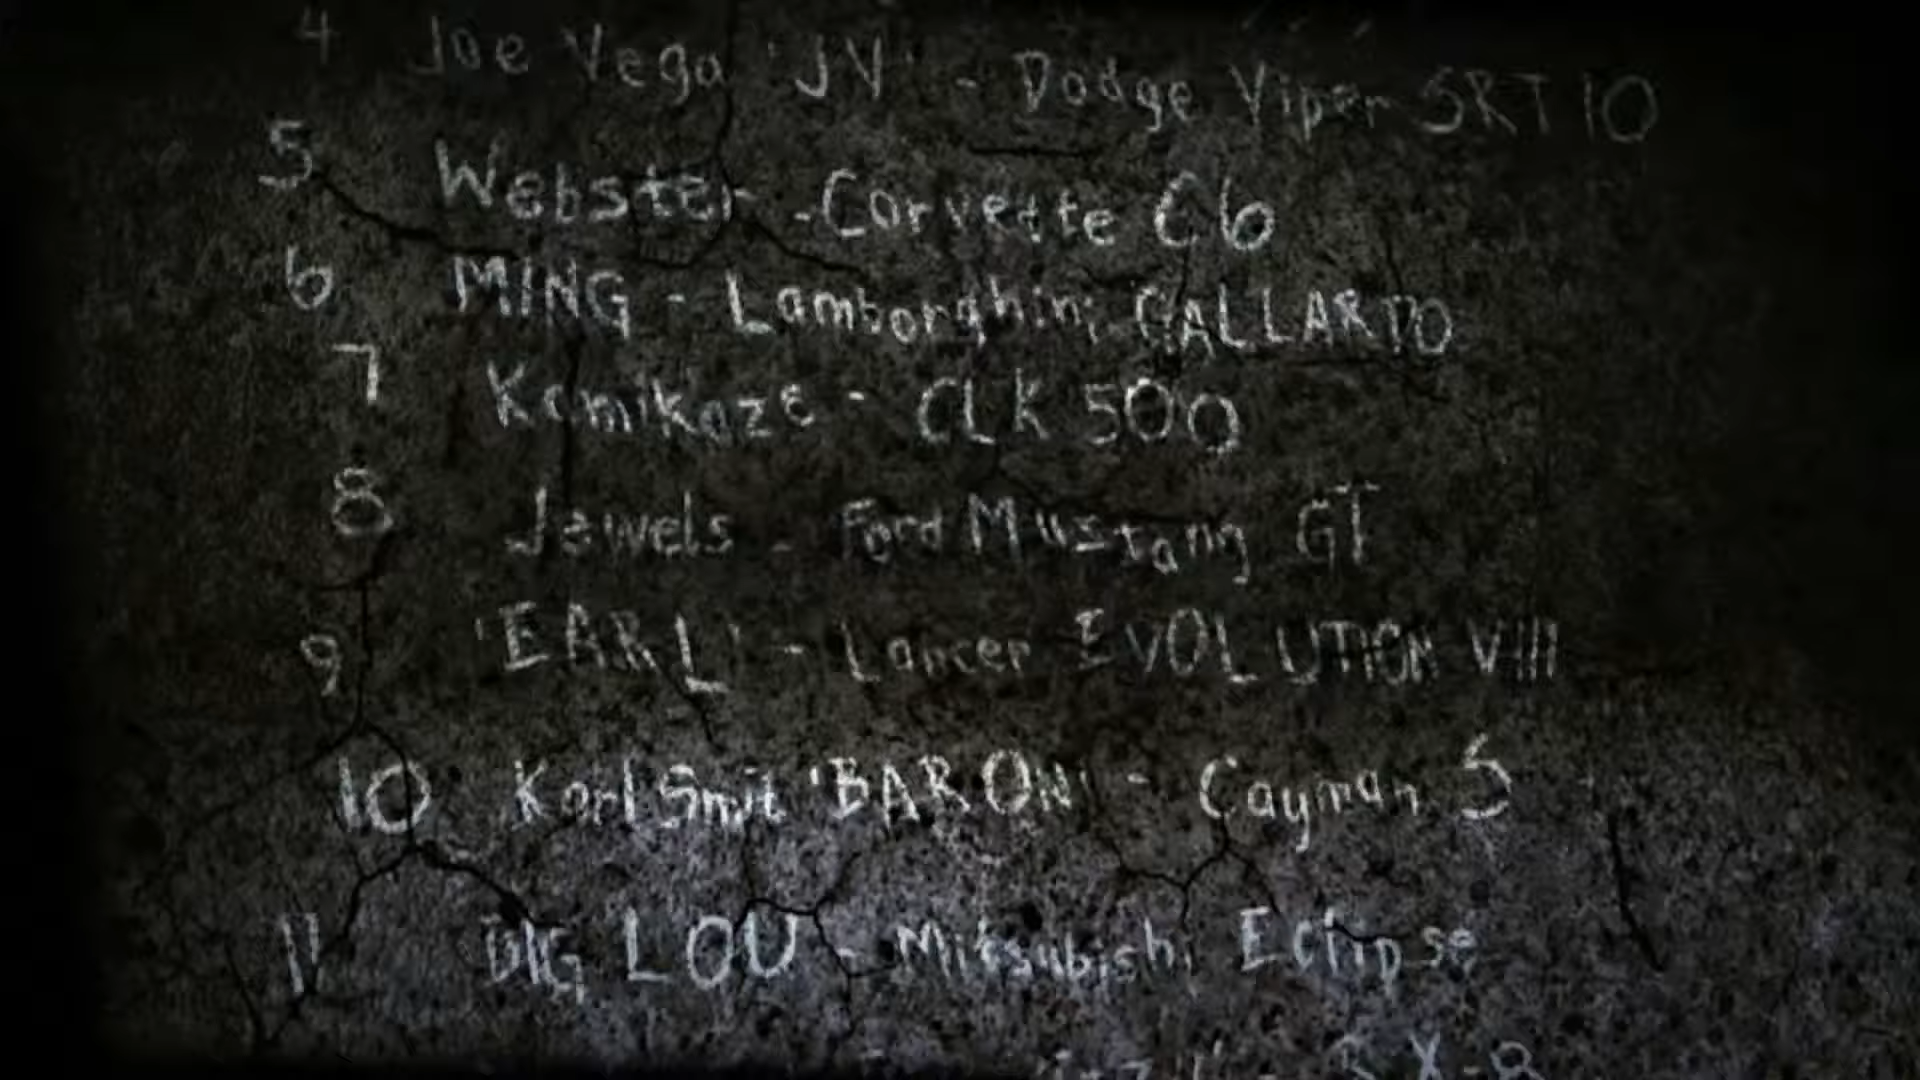 4 Joe Vega 'JV' - Dodge Viper SRT 10
5 Webster - Corvette C6
6 MING - Lamborghini GALLARDO
7 Kamikaze - CLK 500
8 Jewels - Ford Mustang GT
9 'EARL' - Lancer EVOLUTION VIII
10 Karl Smit 'BARON' - Cayman S
11 BIG LOU - Mitsubishi Eclipse
RX-8